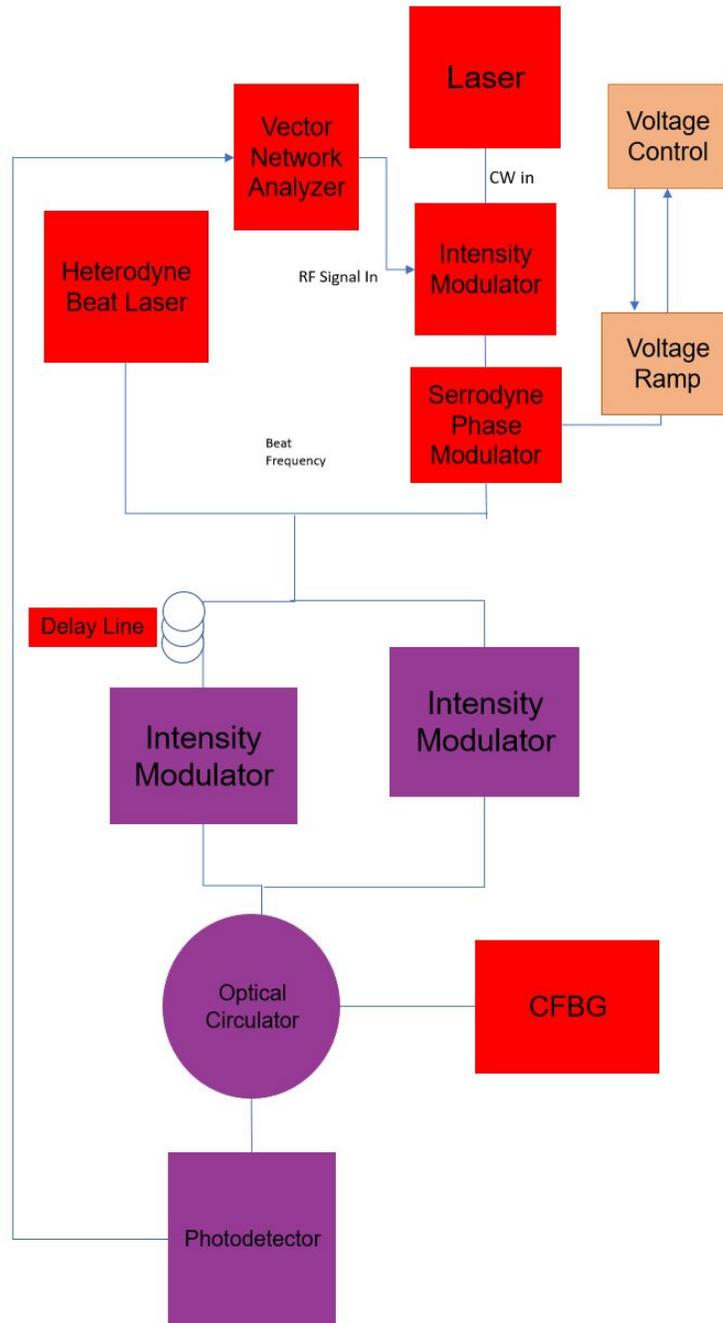 Laser
Vector
Network
Analyzer
Voltage
Control
CW in
Heterodyne
Beat Laser
RF Signal In
Intensity
Modulator
Voltage
Ramp
Serrodyne
Phase
Modulator
Beat
Frequency
Delay Line
Intensity
Modulator
Intensity
Modulator
Optical
Circulator
CFBG
Photodetector